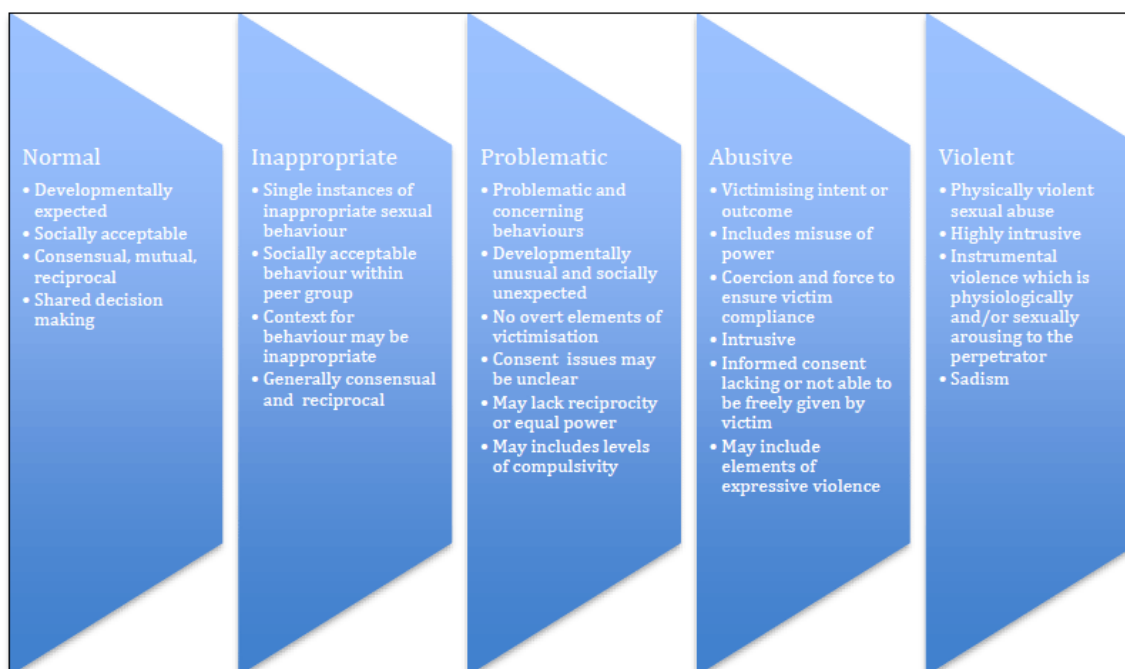 Normal
• Developmentally
expected
• Socially acceptable
• Consensual, mutual,
reciprocal
• Shared decision
making
Inappropriate
• Single instances of
inappropriate sexual
behaviour
• Socially acceptable
behaviour within
peer group
• Context for
behaviour may be
inappropriate
• Generally consensual
and reciprocal
Problematic
• Problematic and
concerning
behaviours
• Developmentally
unusual and socially
unexpected
• No overt elements of
victimisation
• Consent issues may
be unclear
• May lack reciprocity
or equal power
• May includes levels
of compulsivity
Abusive
• Victimising intent or
outcome
• Includes misuse of
power
• Coercion and force to
ensure victim
compliance
• Intrusive
• Informed consent
lacking or not able to
be freely given by
victim
• May include
elements of
expressive violence
Violent
• Physically violent
sexual abuse
• Highly intrusive
• Instrumental
violence which is
physiologically
and/or sexually
arousing to the
perpetrator
• Sadism